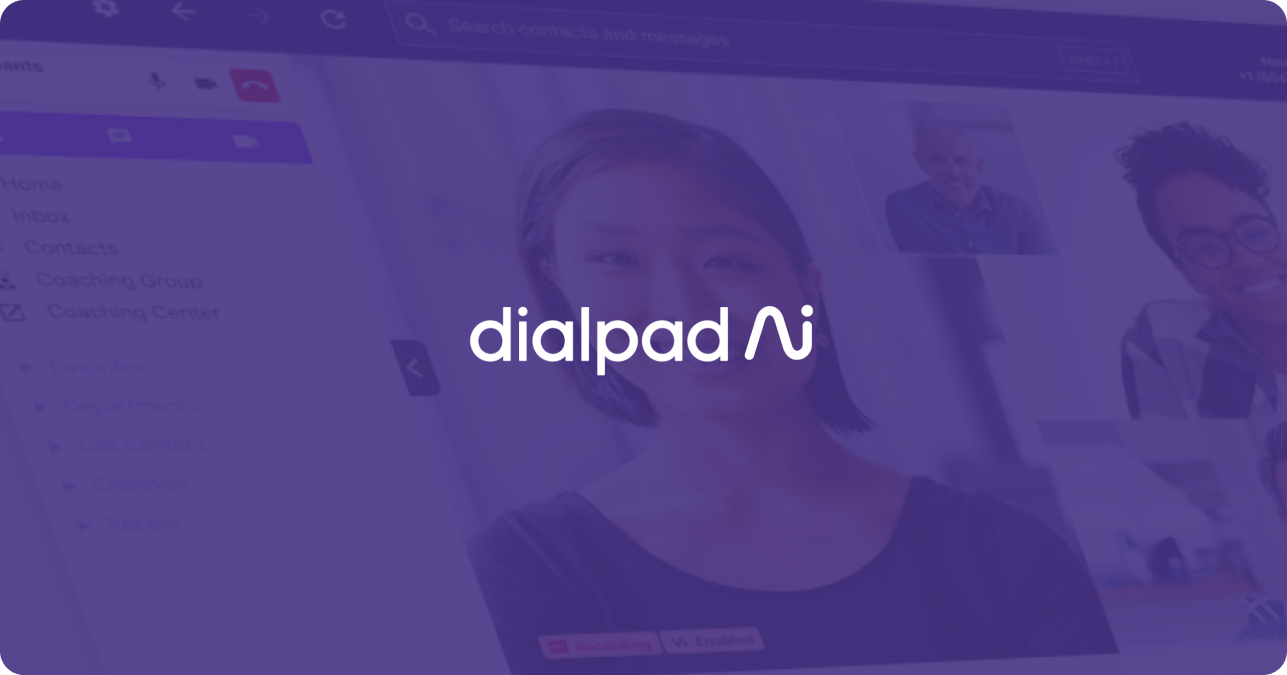 Search contacts and messages
CMD + /
Home
Inbox
Contacts
Coaching Group
Coaching Center
Favorites
Departments
Call Centers
Channels
Recent
dialpad Ai
Recording
Vi Enabled